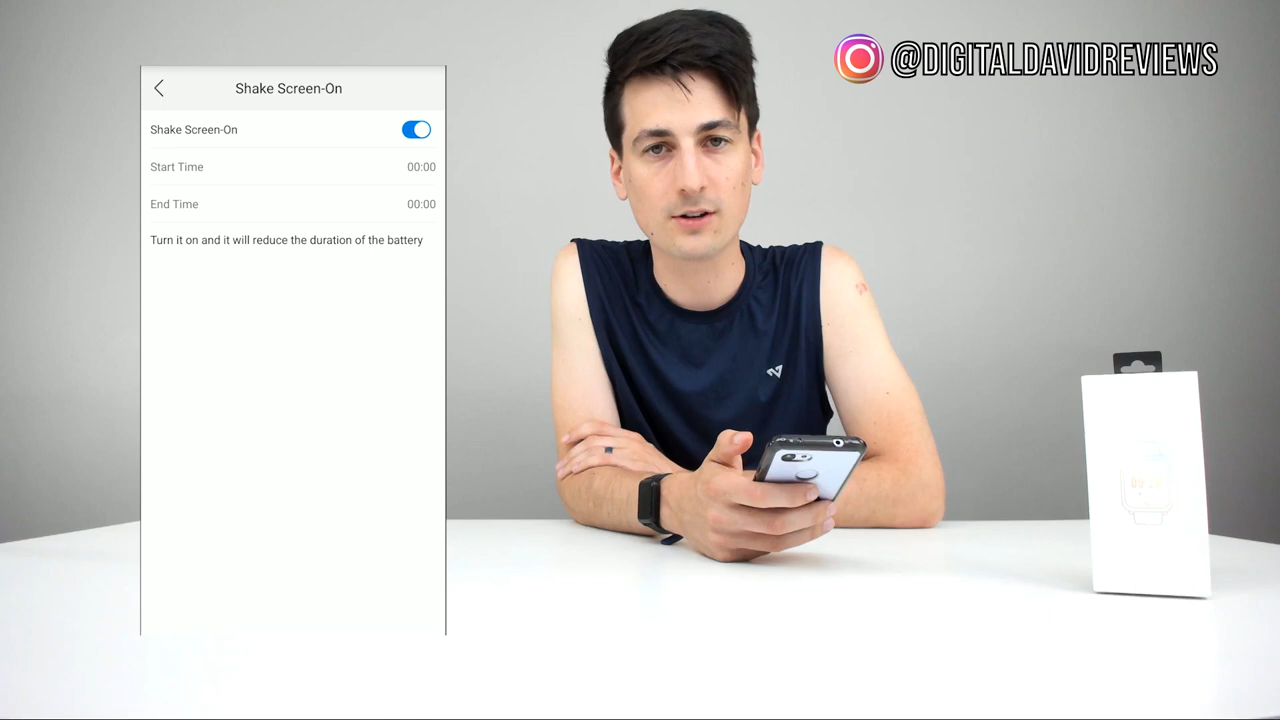 @DIGITALDAVIDREVIEWS
Shake Screen-On
Shake Screen-On
Start Time 00:00
End Time 00:00
Turn it on and it will reduce the duration of the battery